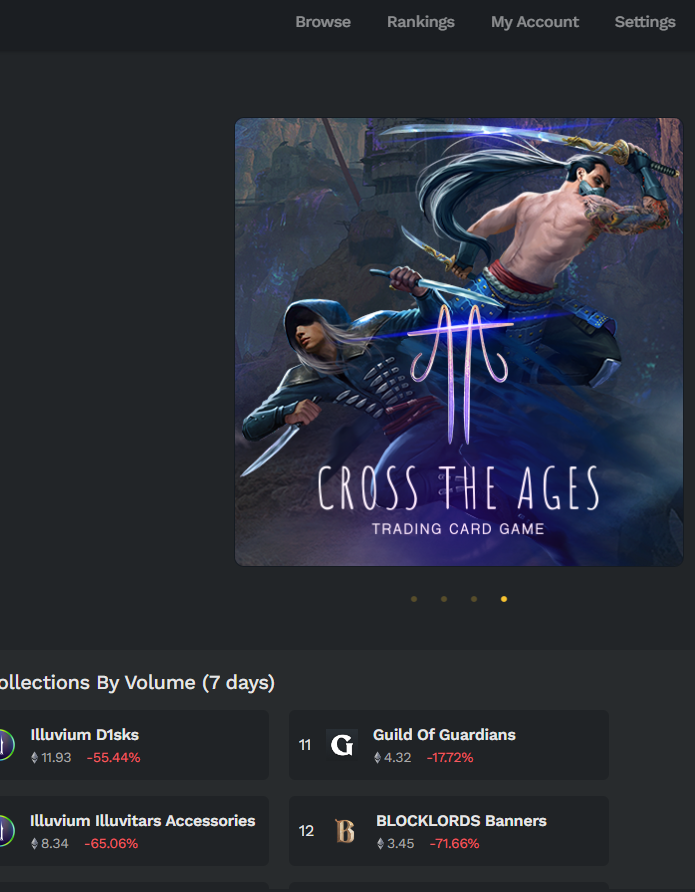 Browse Rankings My Account Settings
CROSS THE AGES
TRADING CARD GAME
ollections By Volume (7 days)
Illuvium D1sks
11.93 -55.44%
11 G Guild Of Guardians
4.32 -17.72%
Illuvium Illuvitars Accessories
8.34 -65.06%
12 B BLOCKLORDS Banners
3.45 -71.66%